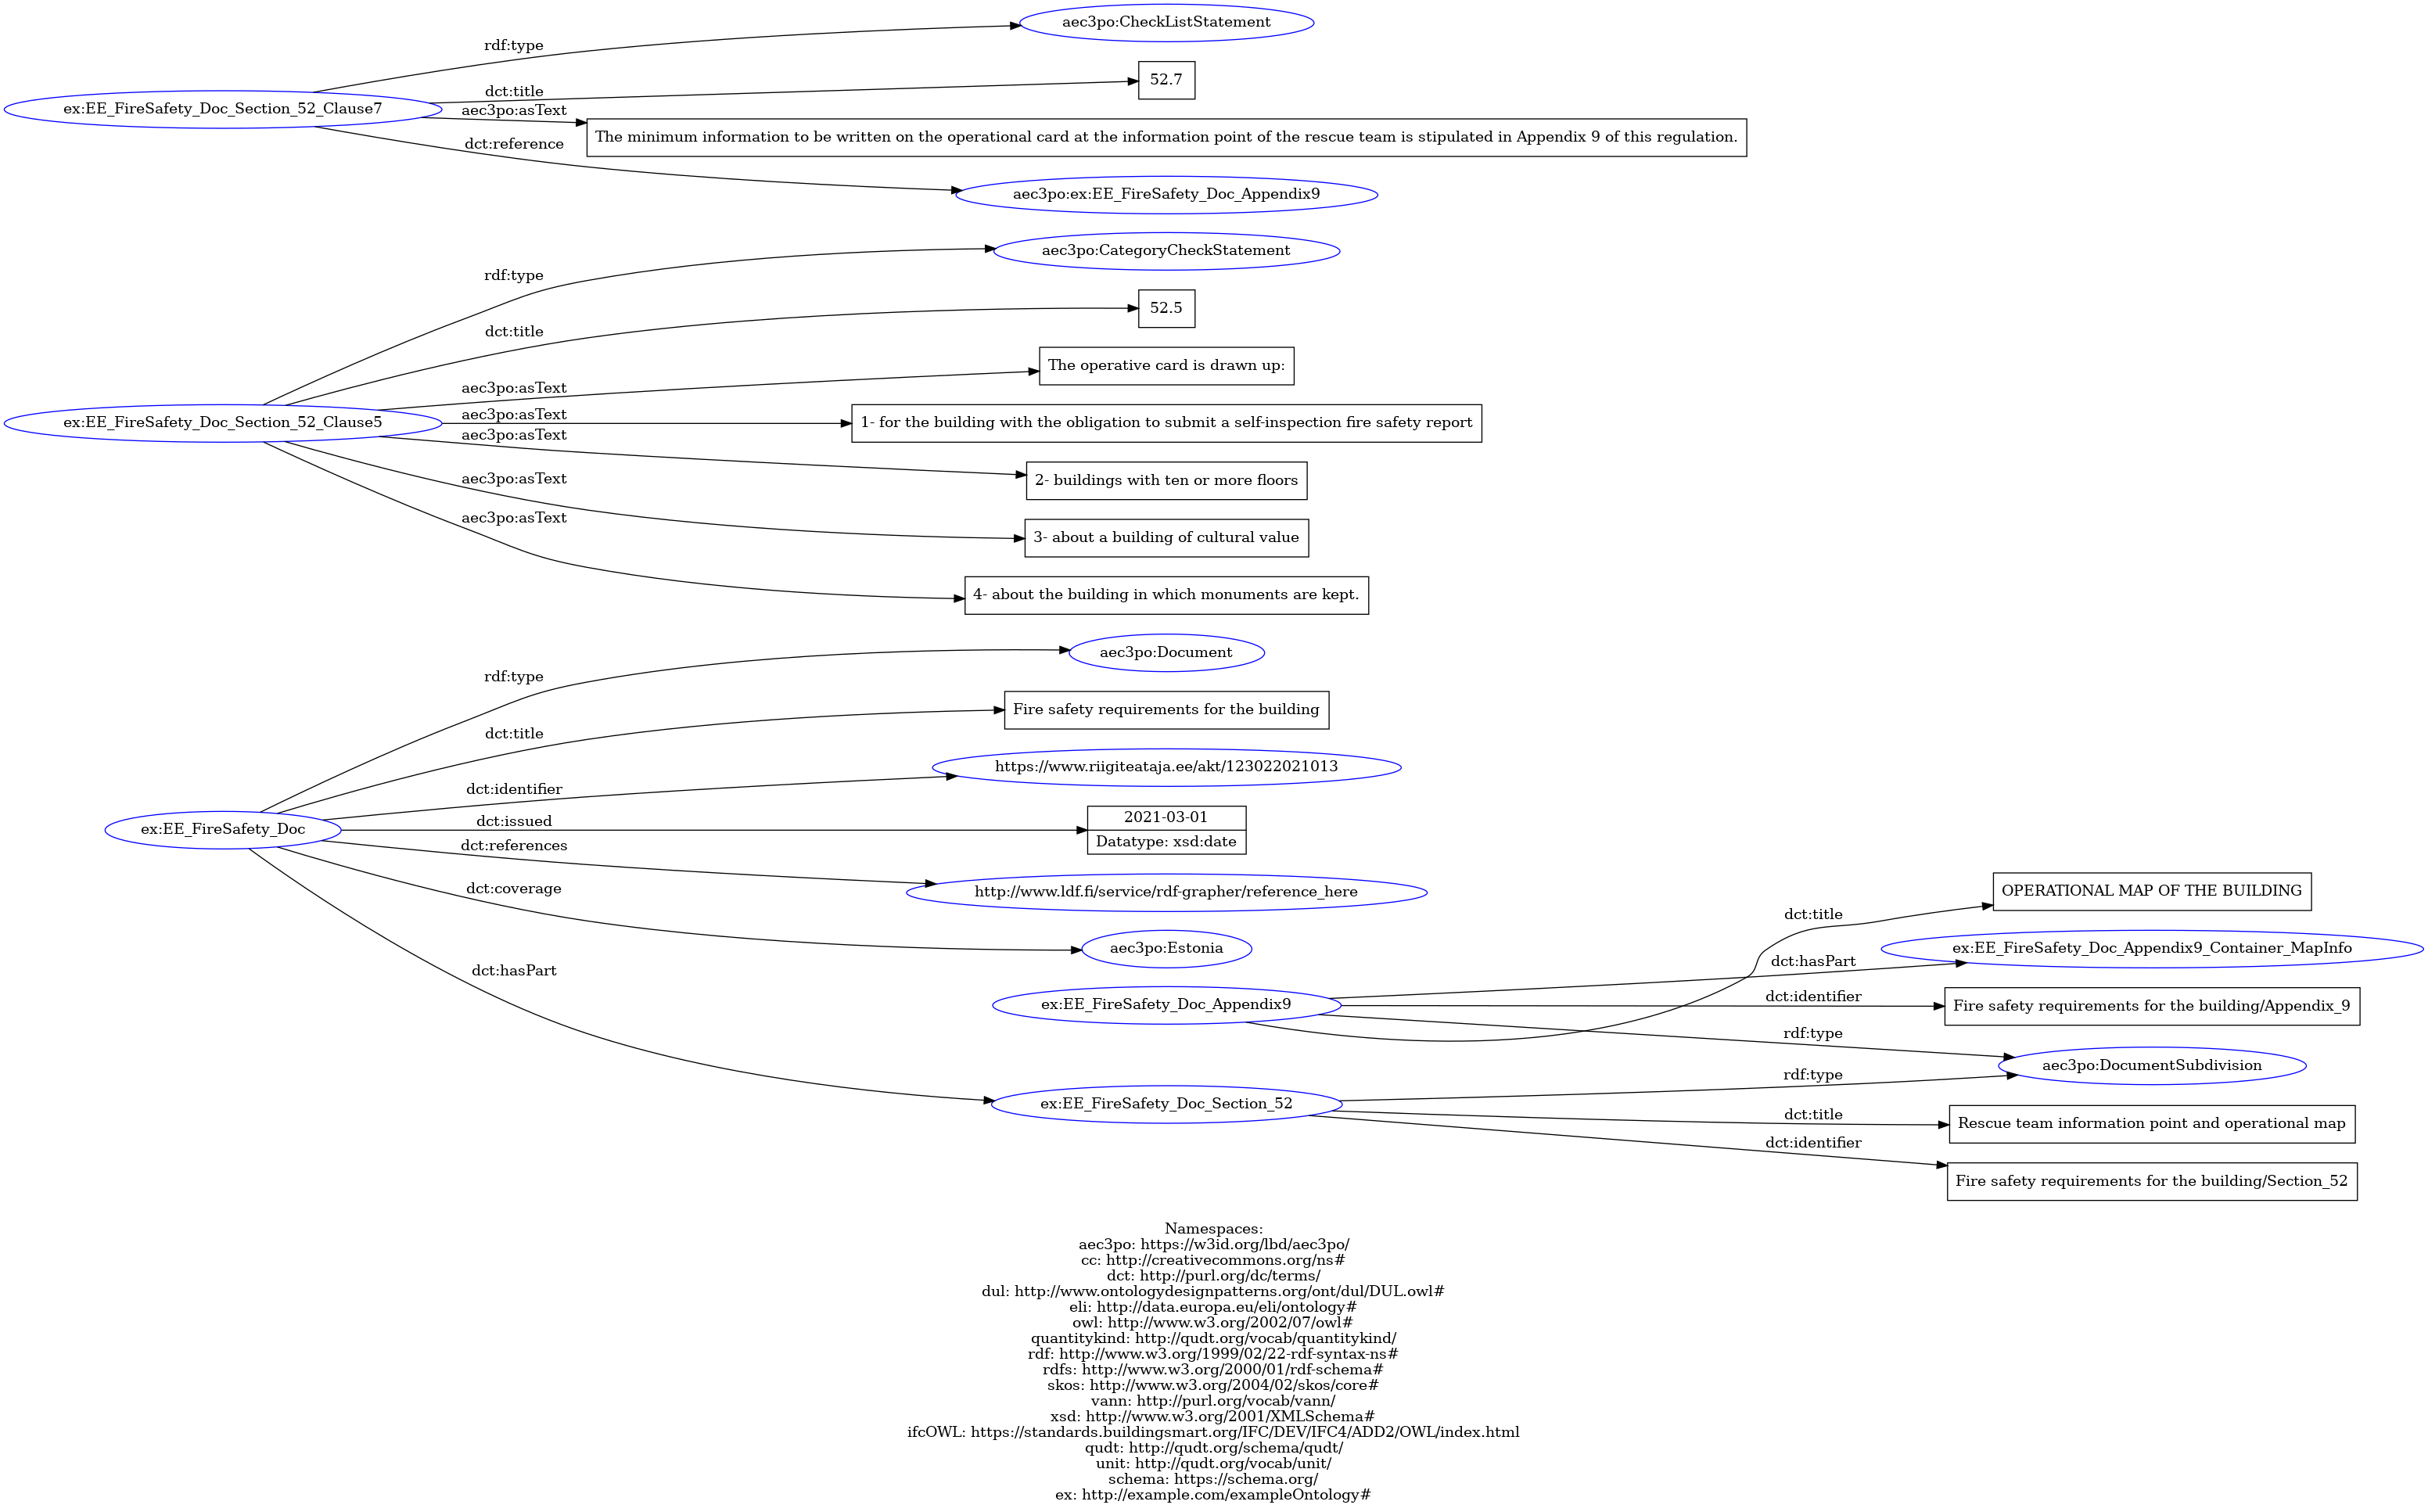 aec3po:CheckListStatement
rdf:type
52.7
dct:title
ex:EE_FireSafety_Doc_Section_52_Clause7
aec3po:asText
The minimum information to be written on the operational card at the information point of the rescue team is stipulated in Appendix 9 of this regulation.
dct:reference
aec3po:ex:EE_FireSafety_Doc_Appendix9
aec3po:CategoryCheckStatement
rdf:type
52.5
dct:title
The operative card is drawn up:
aec3po:asText
ex:EE_FireSafety_Doc_Section_52_Clause5
aec3po:asText
1- for the building with the obligation to submit a self-inspection fire safety report
aec3po:asText
2- buildings with ten or more floors
aec3po:asText
3- about a building of cultural value
aec3po:asText
4- about the building in which monuments are kept.
aec3po:Document
rdf:type
Fire safety requirements for the building
dct:title
https://www.riigiteataja.ee/akt/123022021013
dct:identifier
2021-03-01
dct:issued
ex:EE_FireSafety_Doc
Datatype: xsd:date
dct:references
http://www.ldf.fi/service/rdf-grapher/reference_here
dct:coverage
OPERATIONAL MAP OF THE BUILDING
dct:title
aec3po:Estonia
ex:EE_FireSafety_Doc_Appendix9_Container_MapInfo
dct:hasPart
dct:hasPart
ex:EE_FireSafety_Doc_Appendix9
dct:identifier
Fire safety requirements for the building/Appendix_9
rdf:type
aec3po:DocumentSubdivision
rdf:type
ex:EE_FireSafety_Doc_Section_52
dct:title
Rescue team information point and operational map
dct:identifier
Fire safety requirements for the building/Section_52
Namespaces:
aec3po: https://w3id.org/lbd/aec3po/
cc: http://creativecommons.org/ns#
dct: http://purl.org/dc/terms/
dul: http://www.ontologydesignpatterns.org/ont/dul/DUL.owl#
eli: http://data.europa.eu/eli/ontology#
owl: http://www.w3.org/2002/07/owl#
quantitykind: http://qudt.org/vocab/quantitykind/
rdf: http://www.w3.org/1999/02/22-rdf-syntax-ns#
rdfs: http://www.w3.org/2000/01/rdf-schema#
skos: http://www.w3.org/2004/02/skos/core#
vann: http://purl.org/vocab/vann/
xsd: http://www.w3.org/2001/XMLSchema#
ifcOWL: https://standards.buildingsmart.org/IFC/DEV/IFC4/ADD2/OWL/index.html
qudt: http://qudt.org/schema/qudt/
unit: http://qudt.org/vocab/unit/
schema: https://schema.org/
ex: http://example.com/exampleOntology#